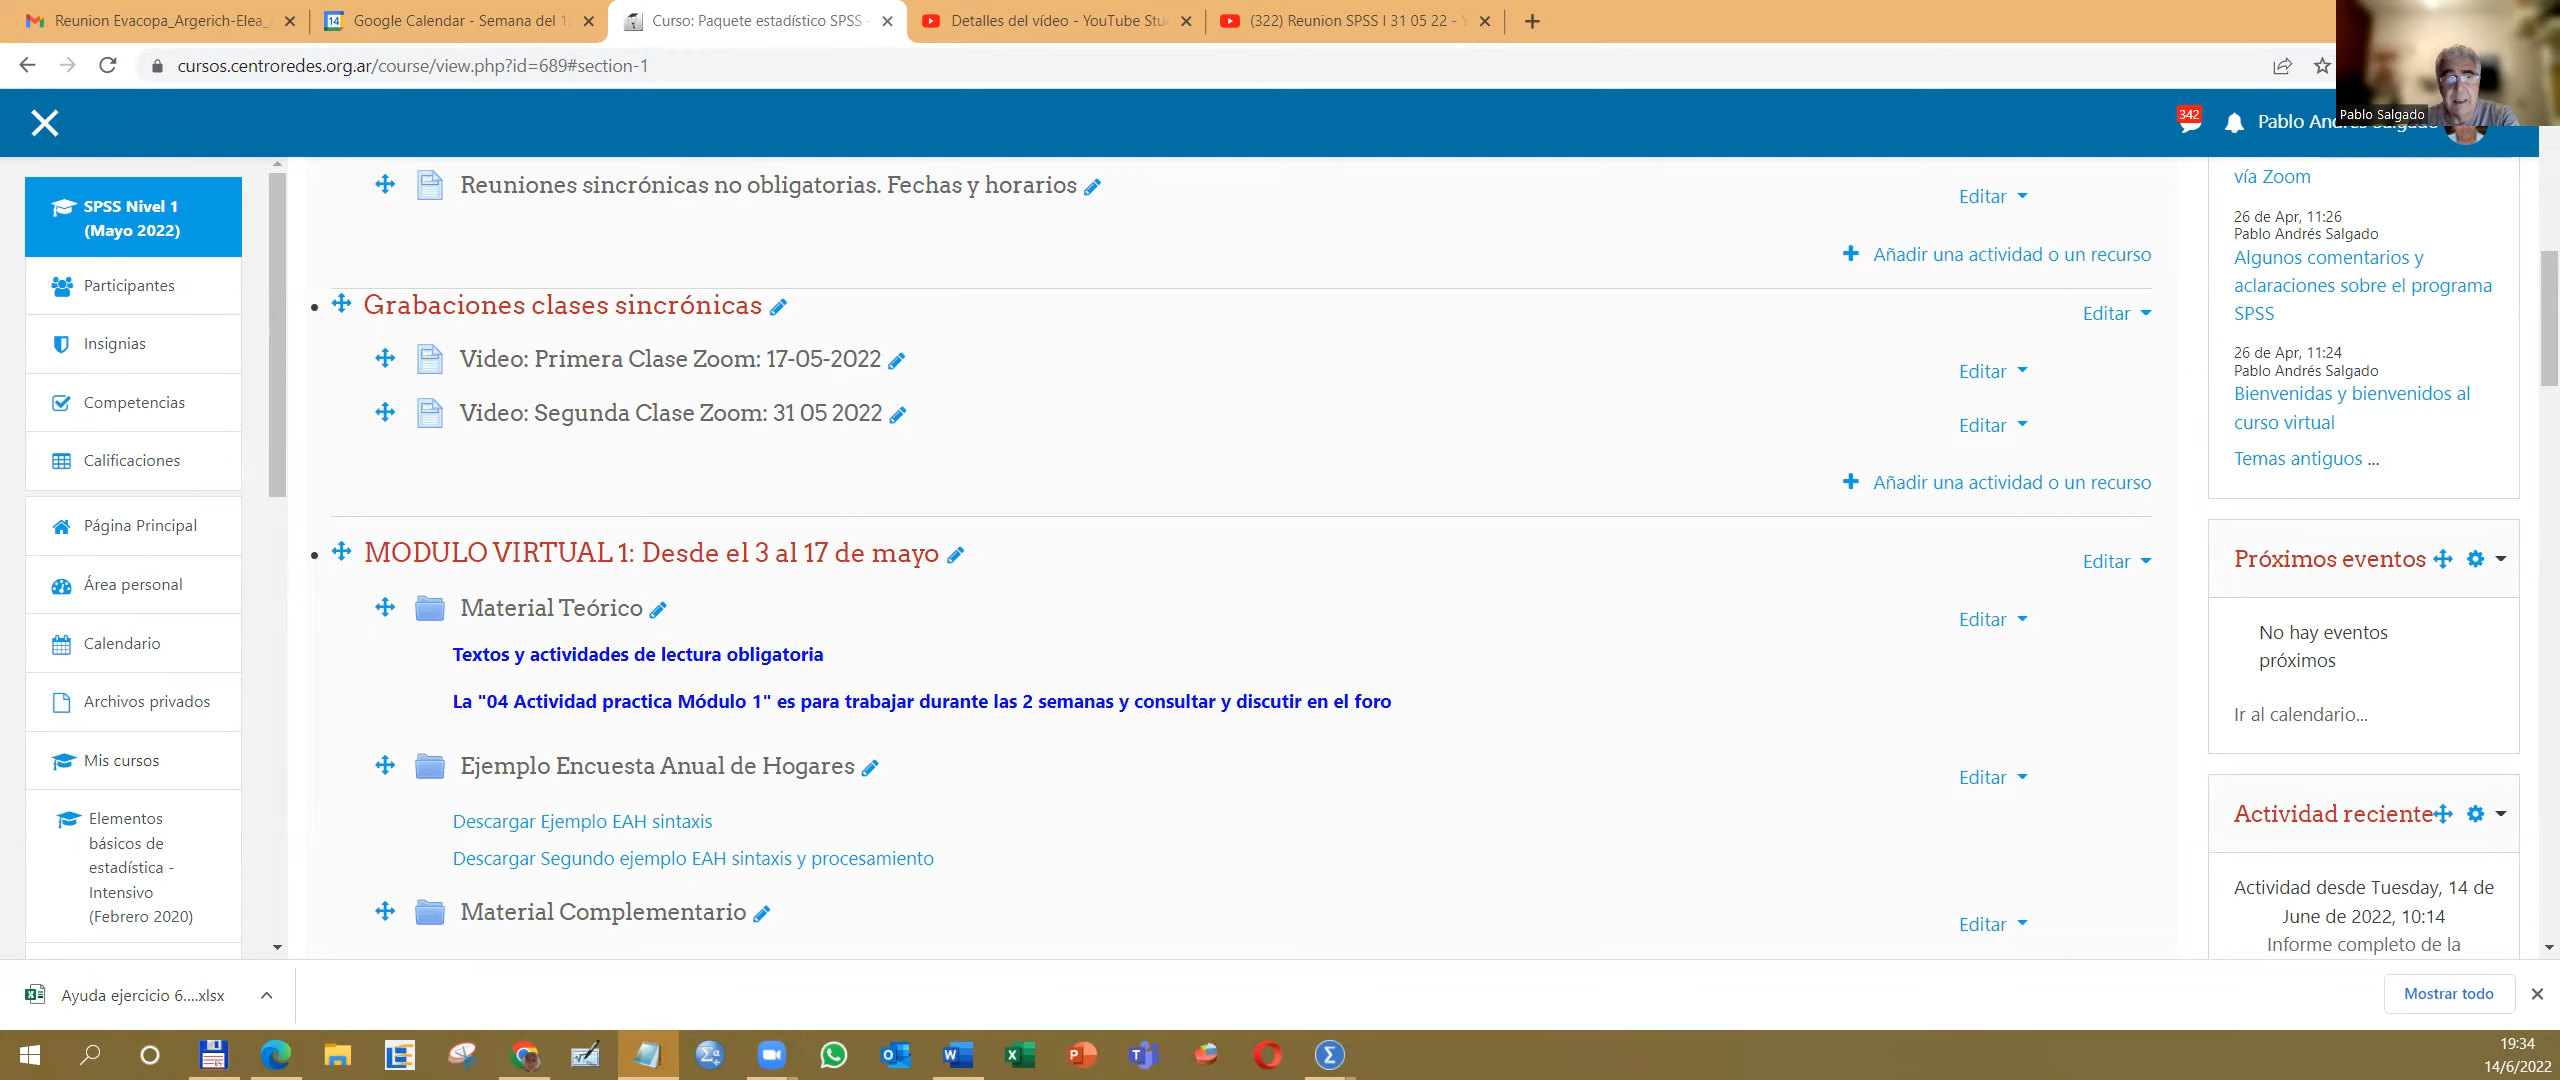 Reunion Evacopa_Argerich-Elea_
Google Calendar - Semana del 1
Curso: Paquete estadístico SPSS -
Detalles del vídeo - YouTube Stu
(322) Reunion SPSS I 31 05 22 - Y
cursos.centroredes.org.ar/course/view.php?id=689#section-1
Pablo Salgado
342
Pablo Andrés Salgado
SPSS Nivel 1
(Mayo 2022)
Participantes
Insignias
Competencias
Calificaciones
Página Principal
Área personal
Calendario
Archivos privados
Mis cursos
Elementos
básicos de
estadística -
Intensivo
(Febrero 2020)
Reuniones sincrónicas no obligatorias. Fechas y horarios
Editar
Añadir una actividad o un recurso
Grabaciones clases sincrónicas
Editar
Video: Primera Clase Zoom: 17-05-2022
Editar
Video: Segunda Clase Zoom: 31 05 2022
Editar
Añadir una actividad o un recurso
MODULO VIRTUAL 1: Desde el 3 al 17 de mayo
Editar
Material Teórico
Editar
Textos y actividades de lectura obligatoria
La "04 Actividad practica Módulo 1" es para trabajar durante las 2 semanas y consultar y discutir en el foro
Ejemplo Encuesta Anual de Hogares
Editar
Descargar Ejemplo EAH sintaxis
Descargar Segundo ejemplo EAH sintaxis y procesamiento
Material Complementario
Editar
vía Zoom
26 de Apr, 11:26
Pablo Andrés Salgado
Algunos comentarios y
aclaraciones sobre el programa
SPSS
26 de Apr, 11:24
Pablo Andrés Salgado
Bienvenidas y bienvenidos al
curso virtual
Temas antiguos ...
Próximos eventos
No hay eventos
próximos
Ir al calendario...
Actividad reciente
Actividad desde Tuesday, 14 de
June de 2022, 10:14
Informe completo de la
Ayuda ejercicio 6....xlsx
Mostrar todo
19:34
14/6/2022